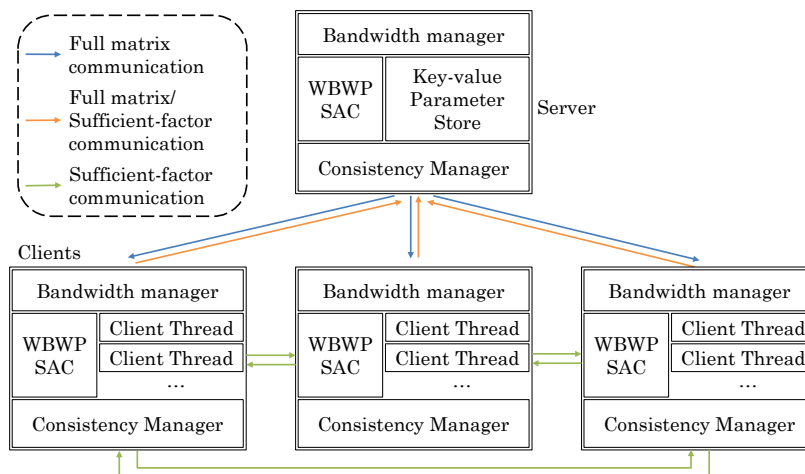 Full matrix
communication
Full matrix/
Sufficient-factor
communication
Sufficient-factor
communication
Bandwidth manager
WBWP
SAC
Key-value
Parameter
Store
Consistency Manager
Server
Clients
Bandwidth manager
WBWP
SAC
Client Thread
Client Thread
...
Consistency Manager
Bandwidth manager
WBWP
SAC
Client Thread
Client Thread
...
Consistency Manager
Bandwidth manager
WBWP
SAC
Client Thread
Client Thread
...
Consistency Manager